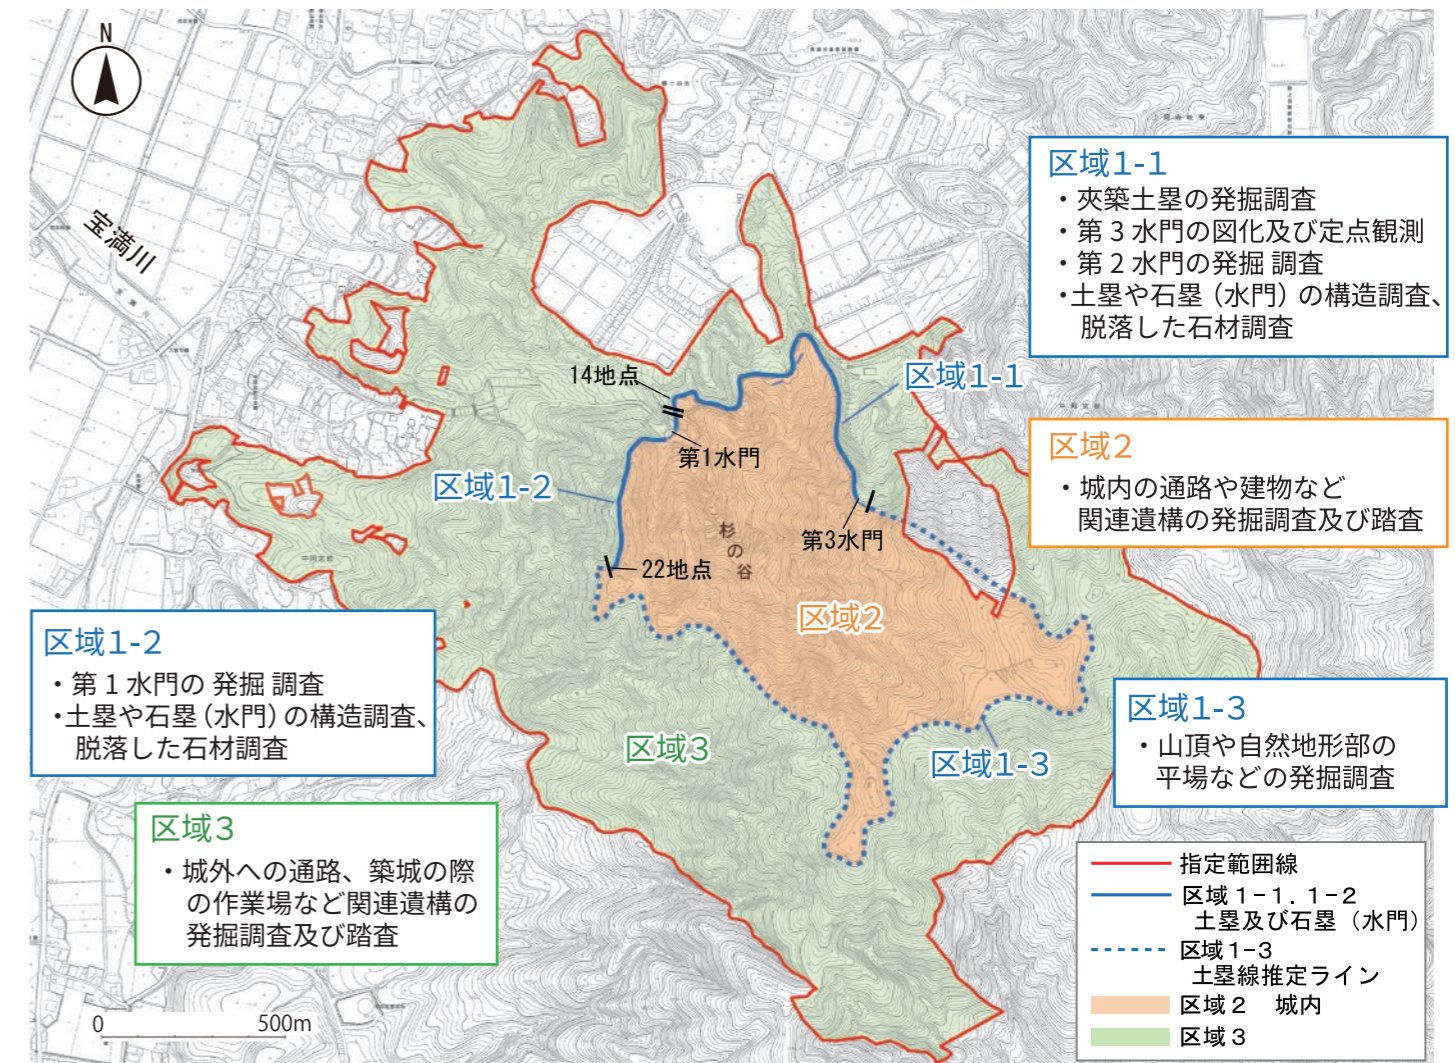 N
宝満川
区域1-1
・夾築土塁の発掘調査
・第３水門の図化及び定点観測
・第２水門の発掘 調査
・土塁や石塁（水門）の構造調査、
脱落した石材調査
14地点
区域1-1
第1水門
区域1-2
区域2
・城内の通路や建物など
関連遺構の発掘調査及び踏査
杉の谷
第3水門
22地点
区域2
区域1-2
・第１水門の 発掘 調査
・土塁や石塁（水門）の構造調査、
脱落した石材調査
区域3
区域1-3
区域1-3
・山頂や自然地形部の
平場などの発掘調査
区域3
・城外への通路、築城の際
の作業場など関連遺構の
発掘調査及び踏査
指定範囲線
区域１−１．１−２
土塁及び石塁（水門）
区域１−３
土塁線推定ライン
区域２　城内
区域３
0 500m